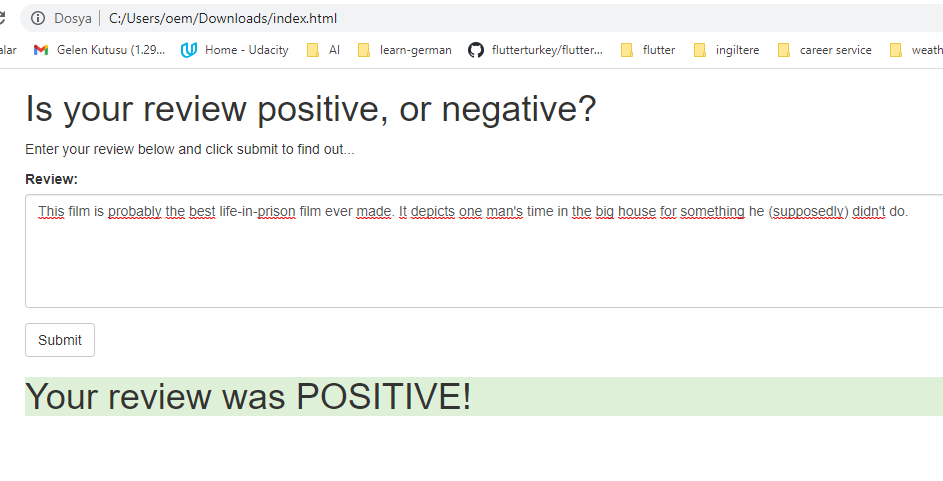 Dosya | C:/Users/oem/Downloads/index.html
alar Gelen Kutusu (1.29... Home - Udacity AI learn-german flutterturkey/flutter... flutter ingiltere career service weath
Is your review positive, or negative?
Enter your review below and click submit to find out...
Review:
This film is probably the best life-in-prison film ever made. It depicts one man's time in the big house for something he (supposedly) didn't do.
Submit
Your review was POSITIVE!